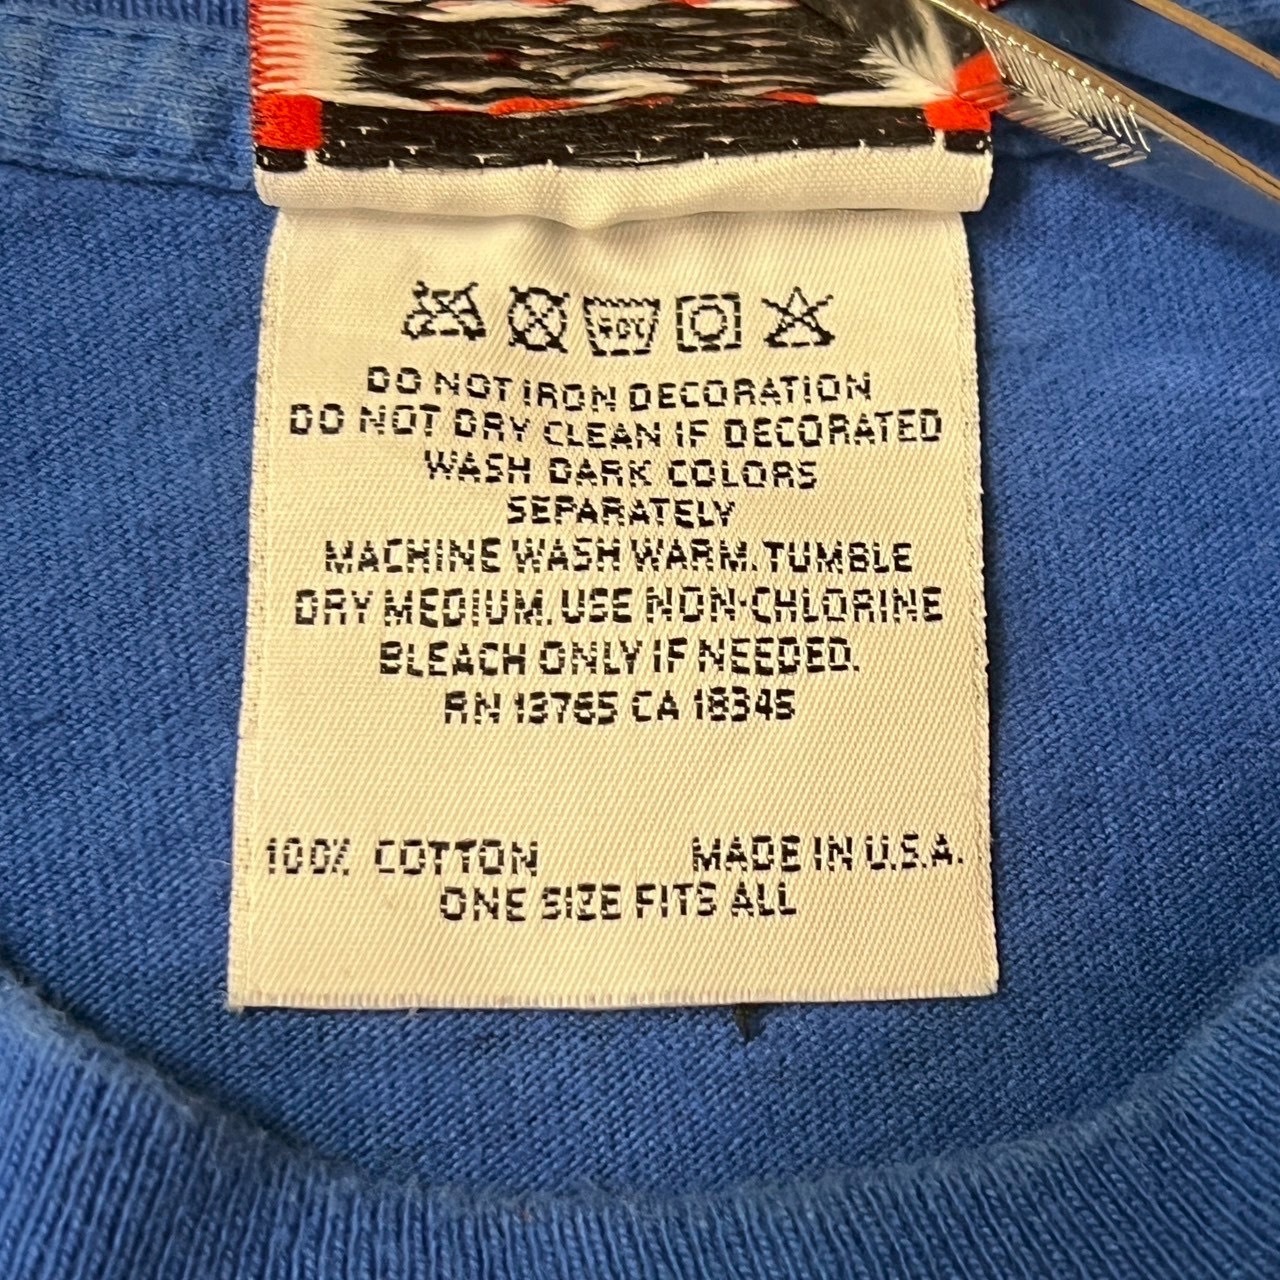 DO NOT IRON DECORATION
DO NOT DRY CLEAN IF DECORATED
WASH DARK COLORS
SEPARATELY
MACHINE WASH WARM. TUMBLE
DRY MEDIUM. USE NON-CHLORINE
BLEACH ONLY IF NEEDED.
RN 13765 CA 18345
100% COTTON MADE IN U.S.A.
ONE SIZE FITS ALL